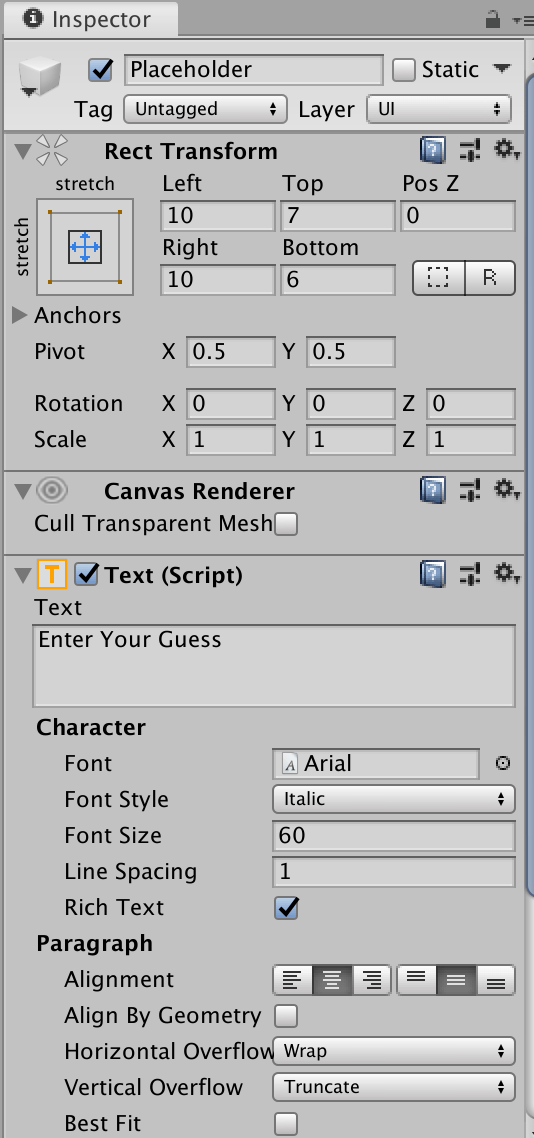 Inspector
Placeholder Static
Tag Untagged Layer UI
Rect Transform
stretch Left Top Pos Z
stretch 10 7 0
Right Bottom
10 6 R
Anchors
Pivot X 0.5 Y 0.5
Rotation X 0 Y 0 Z 0
Scale X 1 Y 1 Z 1
Canvas Renderer
Cull Transparent Mesh
T Text (Script)
Text
Enter Your Guess
Character
Font Arial
Font Style Italic
Font Size 60
Line Spacing 1
Rich Text
Paragraph
Alignment
Align By Geometry
Horizontal Overflow Wrap
Vertical Overflow Truncate
Best Fit